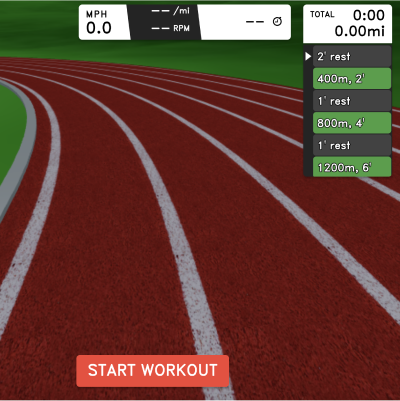 MPH
0.0
-- /mi
-- RPM
--
TOTAL 0:00
0.00mi
2' rest
400m, 2'
1' rest
800m, 4'
1' rest
1200m, 6'
START WORKOUT